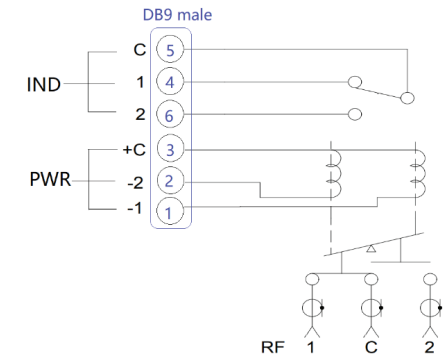 DB9 male
C 5
IND 1 4
2 6
+C 3
PWR -2 2
-1 1
RF 1 C 2